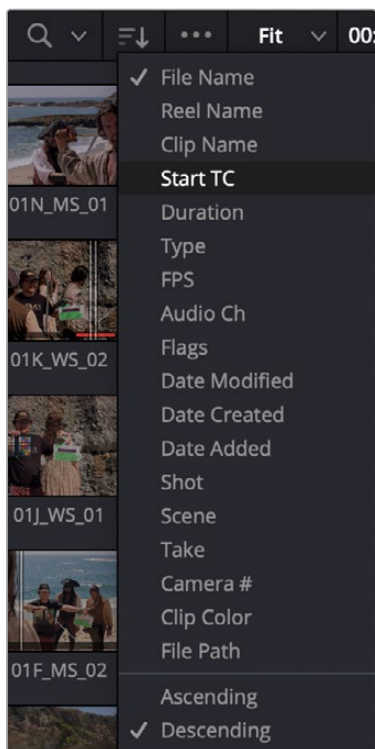 Fit
00:
✓ File Name
Reel Name
Clip Name
Start TC
Duration
Type
FPS
Audio Ch
Flags
Date Modified
Date Created
Date Added
Shot
Scene
Take
Camera #
Clip Color
File Path
Ascending
✓ Descending
01N_MS_01
01K_WS_02
01J_WS_01
01F_MS_02